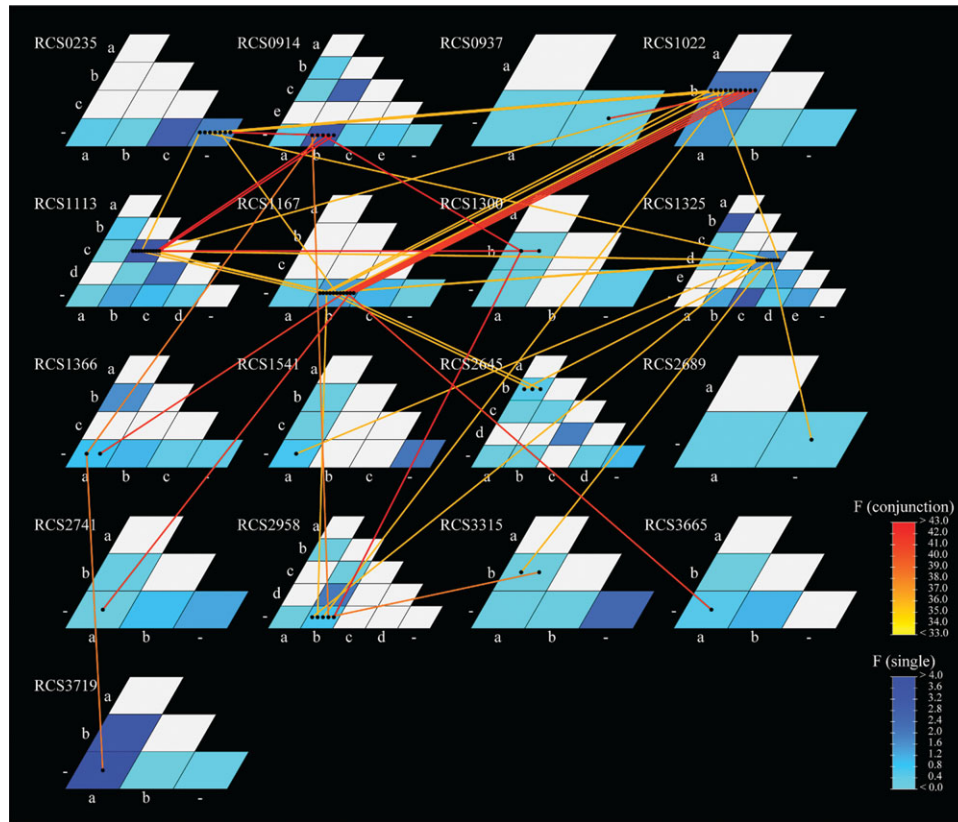 RCS0235 RCS0914 RCS0937 RCS1022
a a a
b b
a b
c c
- e - -
-
a b c - a b c e - a - a b -
RCS1113 RCS1167 RCS1300 RCS1325
a a a a
b b b
c b c
d c d
- - - e
-
a b c d - a b c - a b - a b c d e -
RCS1366 RCS1541 RCS2645 RCS2689
a a a
b b b a
c c c
d
- - - -
a b c - a b c - a b c d - a -
RCS2741 RCS2958 RCS3315 RCS3665
a a a a
b b b b
c
d
- - - -
a b - a b c d - a b - a b -
F (conjunction)
> 43.0
42.0
41.0
40.0
39.0
38.0
37.0
36.0
35.0
34.0
< 33.0
RCS3719
a
b
-
a b -
F (single)
> 4.0
3.6
3.2
2.8
2.4
2.0
1.6
1.2
0.8
0.4
< 0.0